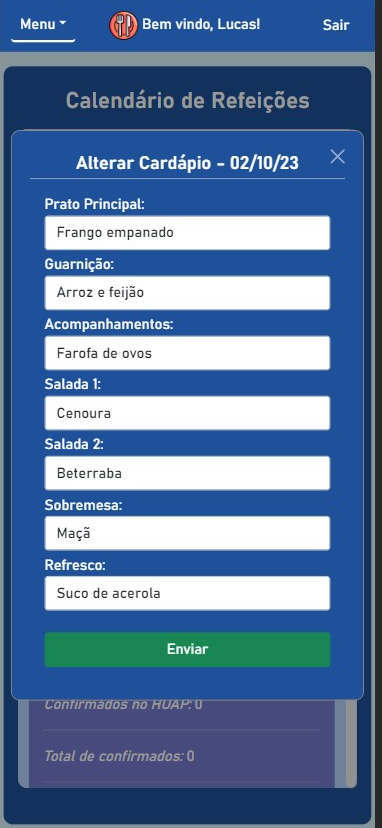 Menu Bem vindo, Lucas! Sair
Calendário de Refeições
Alterar Cardápio - 02/10/23
Prato Principal:
Frango empanado
Guarnição:
Arroz e feijão
Acompanhamentos:
Farofa de ovos
Salada 1:
Cenoura
Salada 2:
Beterraba
Sobremesa:
Maçã
Refresco:
Suco de acerola
Enviar
Confirmados no HUAP: 0
Total de confirmados: 0